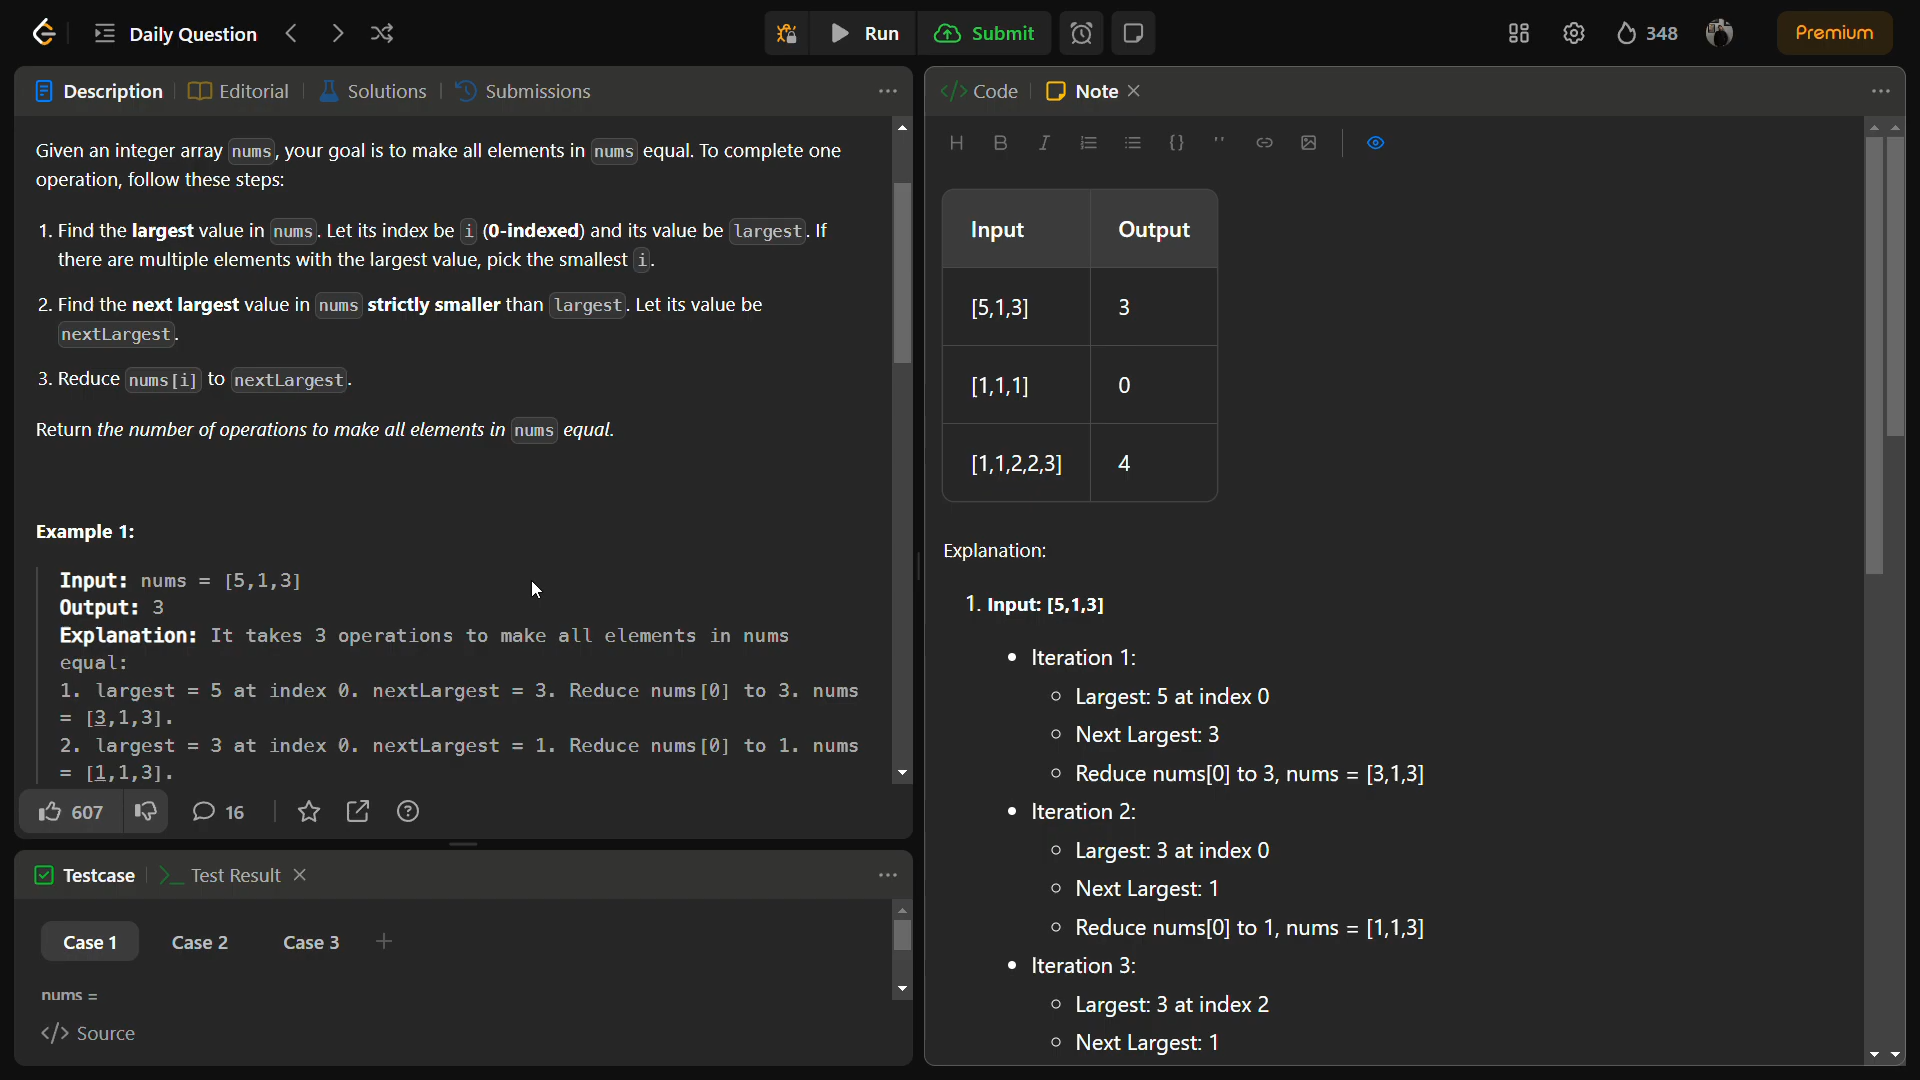 Daily Question
Run
Submit
348
Premium
Description
Editorial
Solutions
Submissions
Given an integer array nums, your goal is to make all elements in nums equal. To complete one
operation, follow these steps:
1. Find the largest value in nums. Let its index be i (0-indexed) and its value be largest. If
there are multiple elements with the largest value, pick the smallest i.
2. Find the next largest value in nums strictly smaller than largest. Let its value be
nextLargest.
3. Reduce nums[i] to nextLargest.
Return the number of operations to make all elements in nums equal.
Example 1:
Input: nums = [5,1,3]
Output: 3
Explanation: It takes 3 operations to make all elements in nums
equal:
1. largest = 5 at index 0. nextLargest = 3. Reduce nums[0] to 3. nums
= [3,1,3].
2. largest = 3 at index 0. nextLargest = 1. Reduce nums[0] to 1. nums
= [1,1,3].
607
16
Testcase
Test Result
Case 1
Case 2
Case 3
nums =
</> Source
</> Code
Note
H B I {} "
Input Output
[5,1,3] 3
[1,1,1] 0
[1,1,2,2,3] 4
Explanation:
1. Input: [5,1,3]
• Iteration 1:
◦ Largest: 5 at index 0
◦ Next Largest: 3
◦ Reduce nums[0] to 3, nums = [3,1,3]
• Iteration 2:
◦ Largest: 3 at index 0
◦ Next Largest: 1
◦ Reduce nums[0] to 1, nums = [1,1,3]
• Iteration 3:
◦ Largest: 3 at index 2
◦ Next Largest: 1